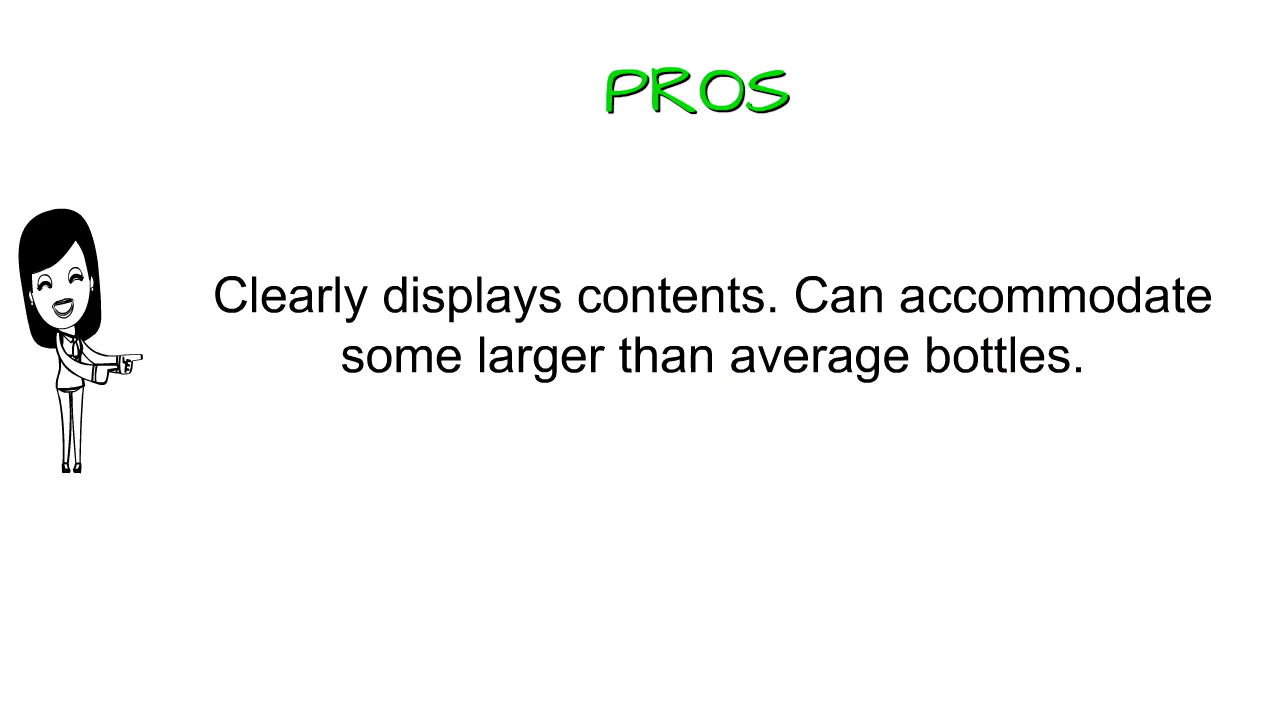 PROS
Clearly displays contents. Can accommodate
some larger than average bottles.